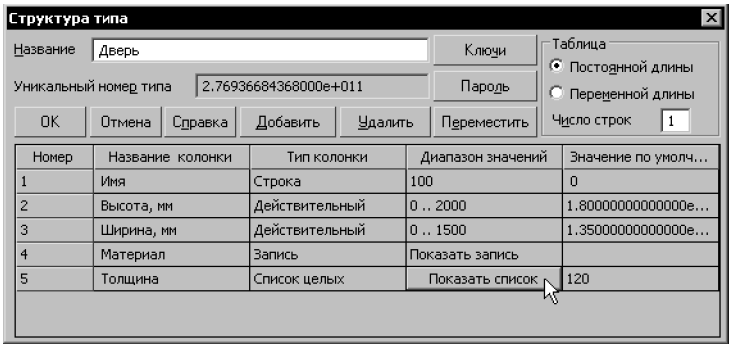 Структура типа
Название Дверь Ключи Таблица
Постоянной длины
Уникальный номер типа 2.76936684368000e+011 Пароль Переменной длины
ОК Отмена Справка Добавить Удалить Переместить Число строк 1
Номер Название колонки Тип колонки Диапазон значений Значение по умолч...
1 Имя Строка 100 0
2 Высота, мм Действительный 0 .. 2000 1.80000000000000e...
3 Ширина, мм Действительный 0 .. 1500 1.35000000000000e...
4 Материал Запись Показать запись
5 Толщина Список целых Показать список 120